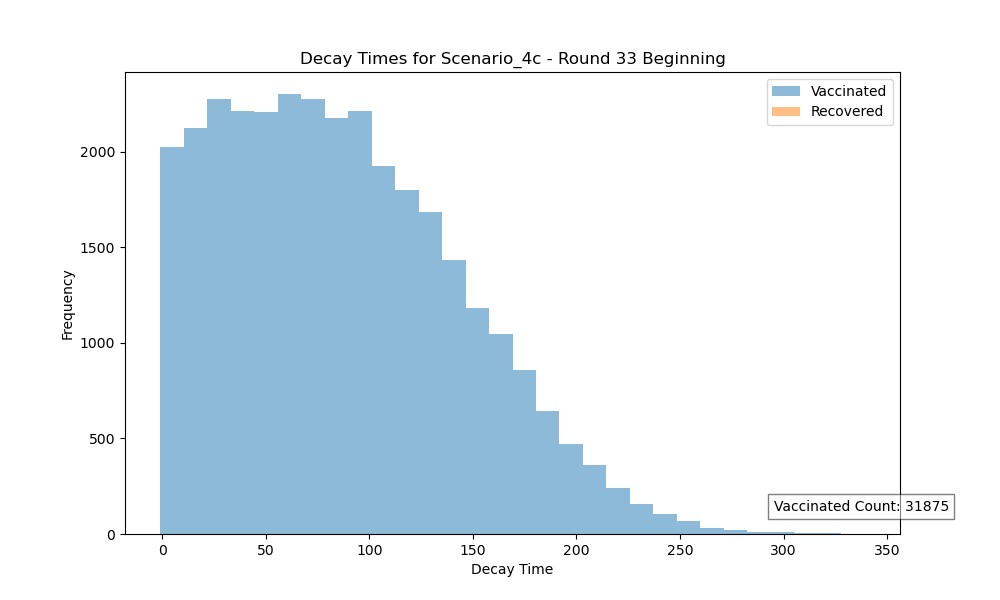 Decay Times for Scenario_4c - Round 33 Beginning
Vaccinated
Recovered
2000
1500
1000
500
0
Frequency
Vaccinated Count: 31875
0 50 100 150 200 250 300 350
Decay Time